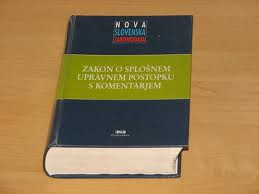 NOVA
SLOVENSKA
ZAKONODAJA
ZAKON O SPLOŠNEM
UPRAVNEM POSTOPKU
S KOMENTARJEM